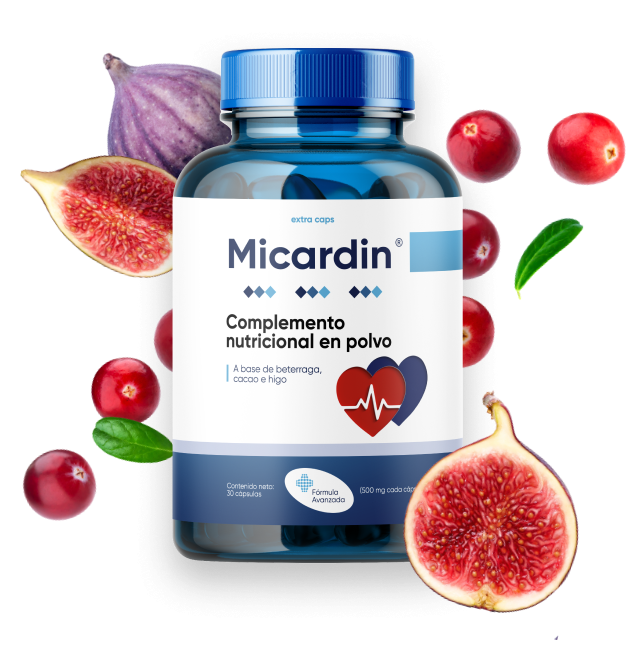 extra caps
Micardin®
Complemento
nutricional en polvo
A base de beterraga,
cacao e higo
Contenido neto:
30 cápsulas
Fórmula
Avanzada
(500 mg cada